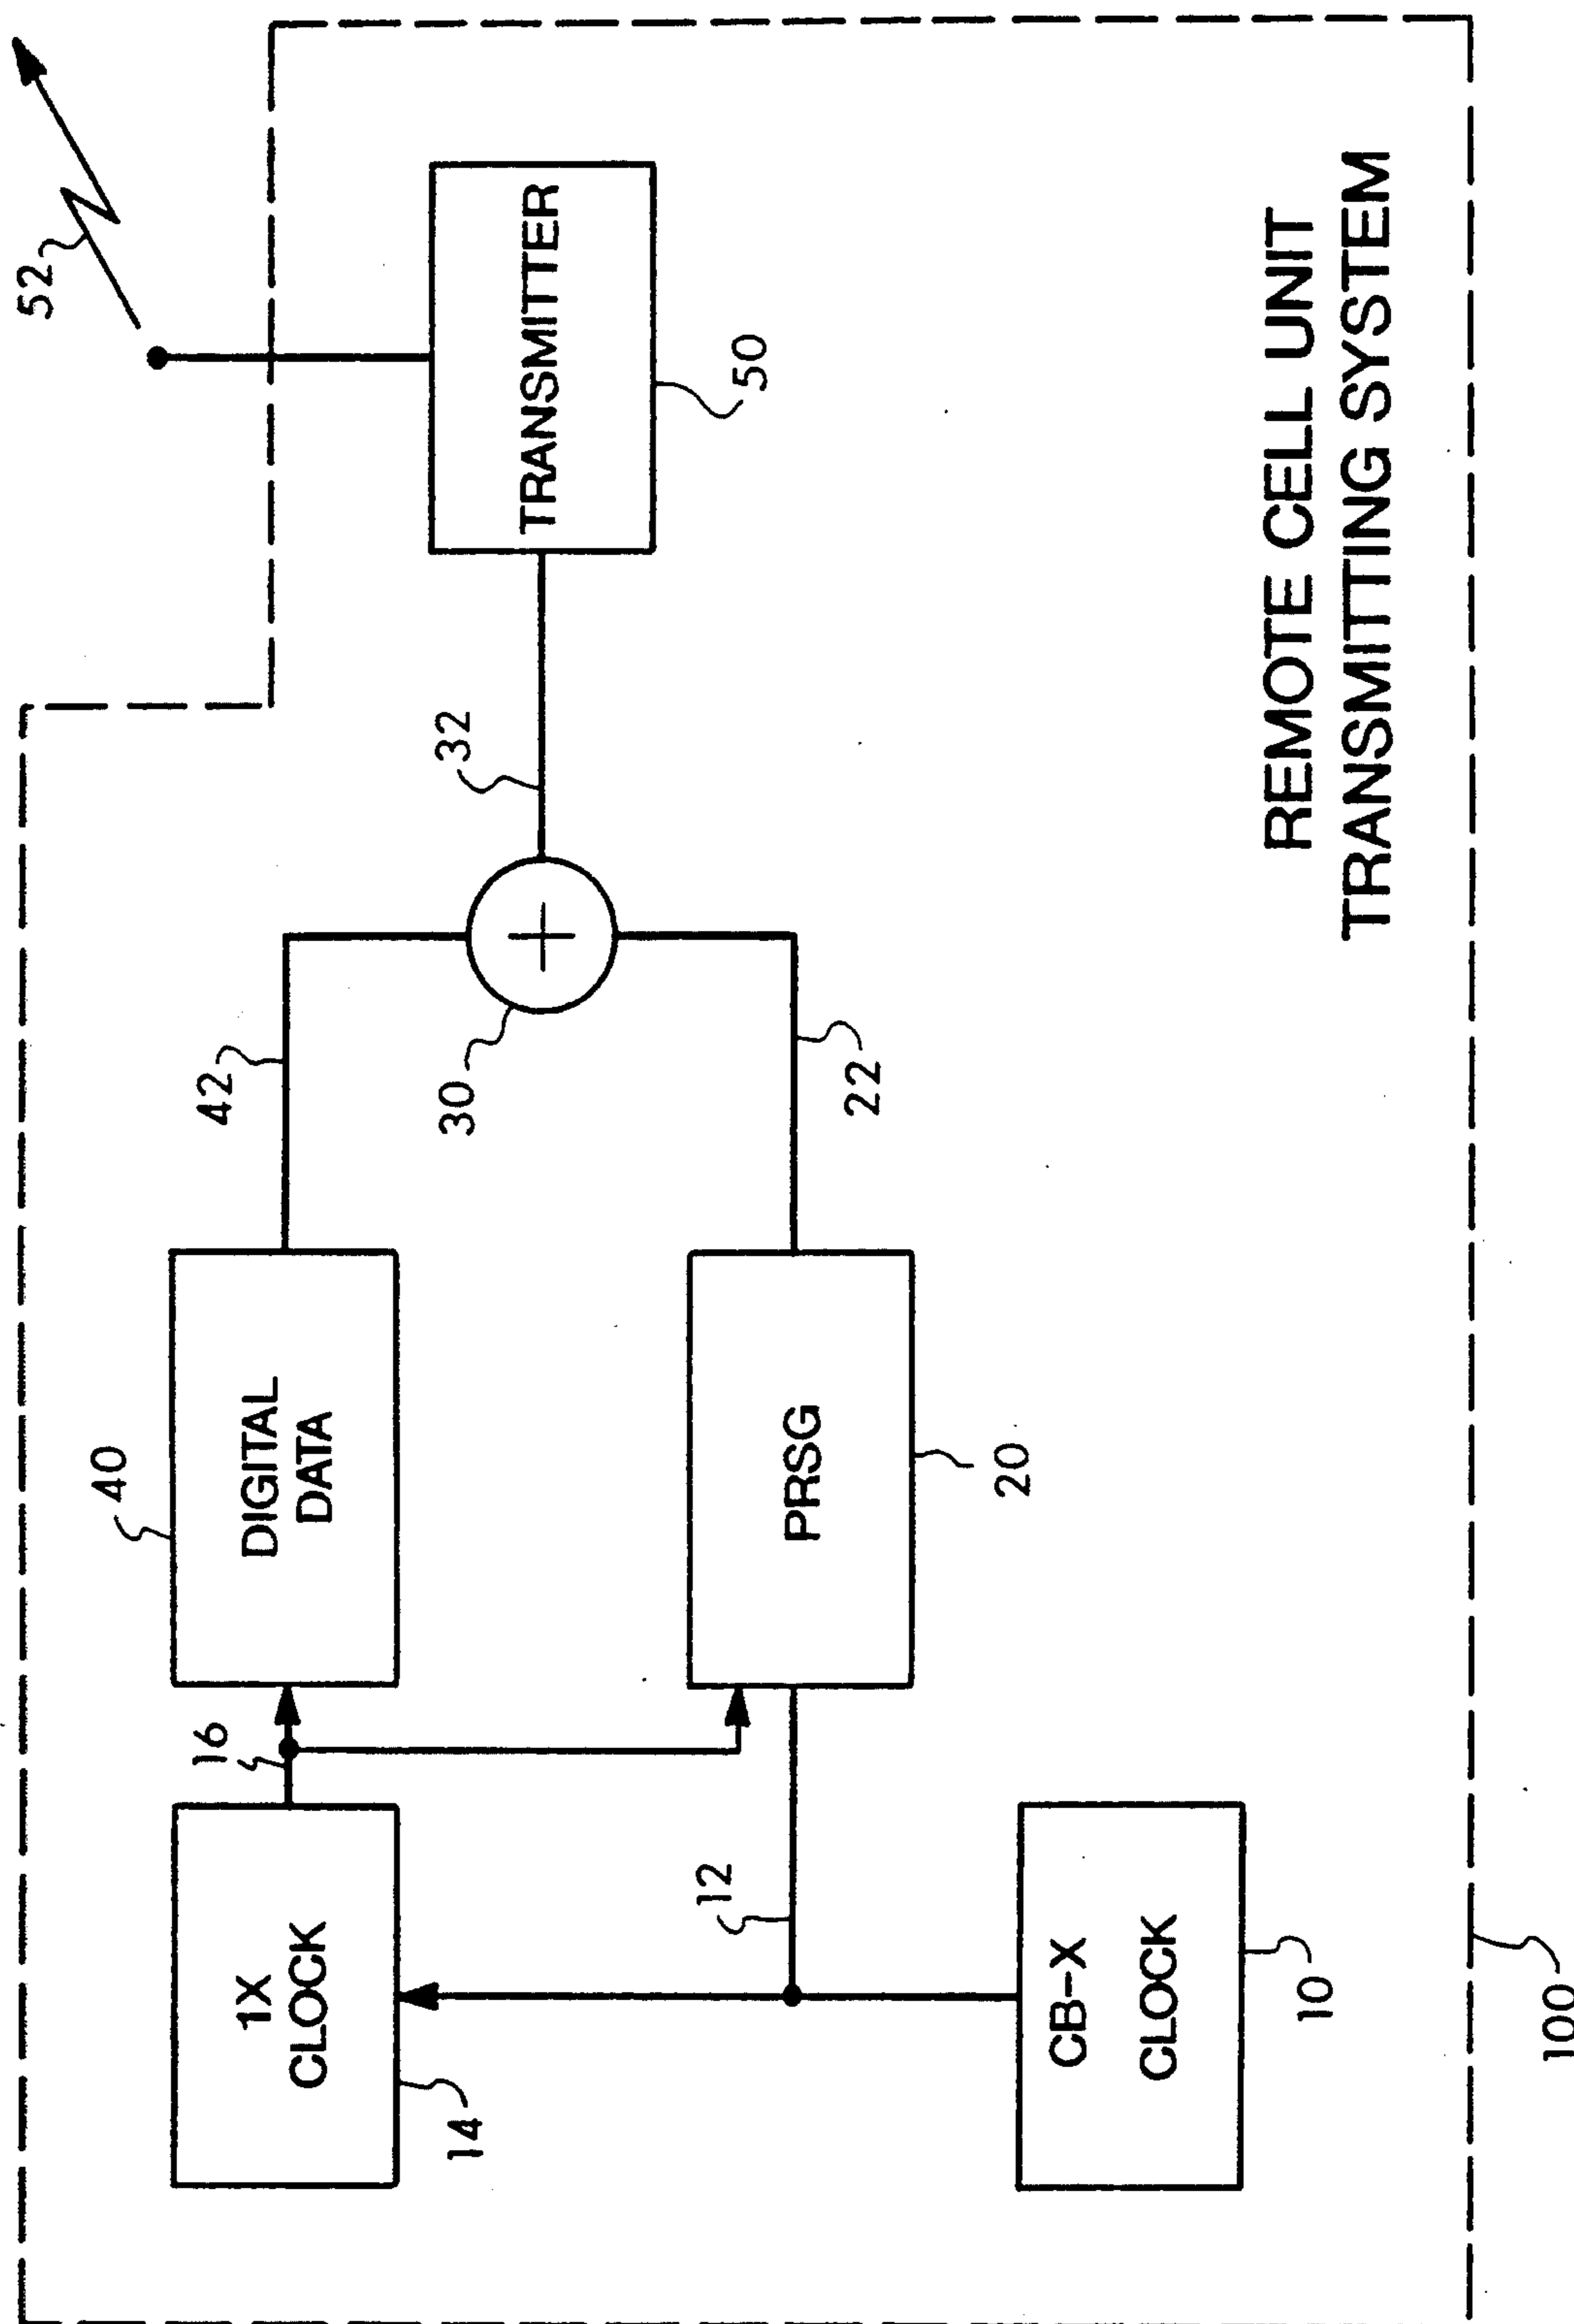 52
TRANSMITTER
50
32
42
30
22
40
DIGITAL
DATA
PRSG
20
16
12
1X
CLOCK
14
CB-X
CLOCK
10
REMOTE CELL UNIT
TRANSMITTING SYSTEM
100